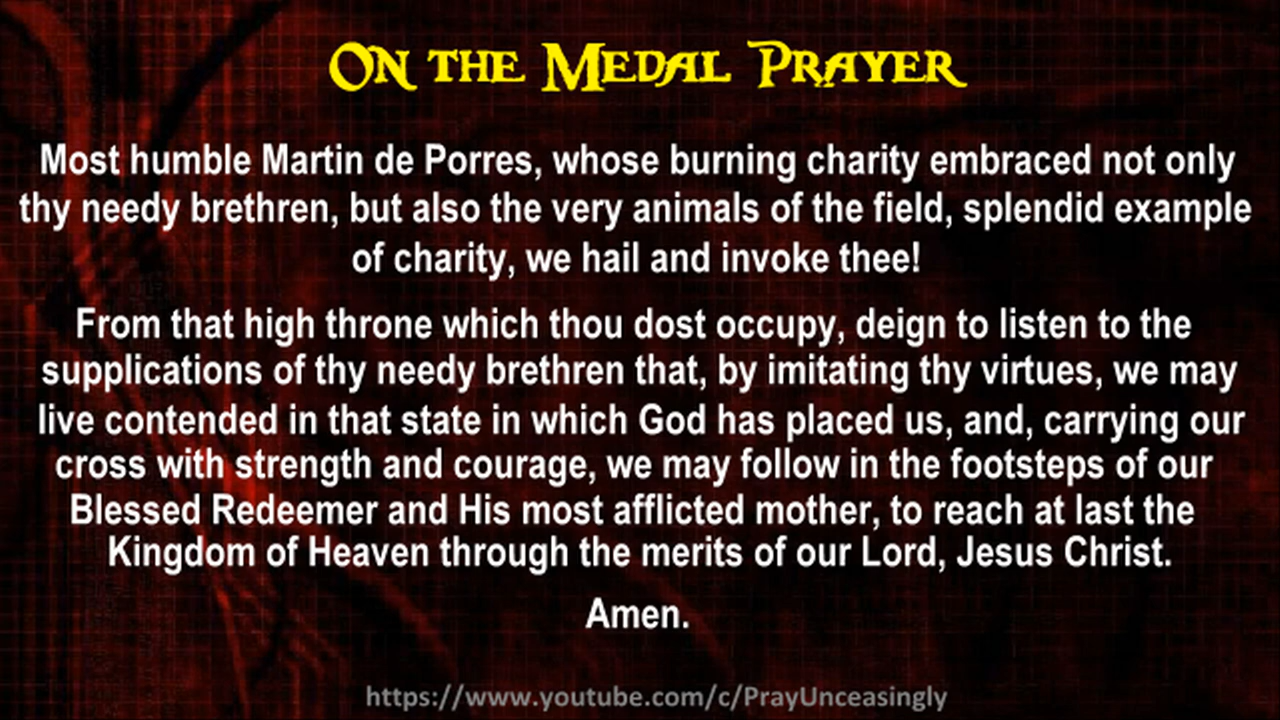 On the Medal Prayer
Most humble Martin de Porres, whose burning charity embraced not only
thy needy brethren, but also the very animals of the field, splendid example
of charity, we hail and invoke thee!
From that high throne which thou dost occupy, deign to listen to the
supplications of thy needy brethren that, by imitating thy virtues, we may
live contended in that state in which God has placed us, and, carrying our
cross with strength and courage, we may follow in the footsteps of our
Blessed Redeemer and His most afflicted mother, to reach at last the
Kingdom of Heaven through the merits of our Lord, Jesus Christ.
Amen.
https://www.youtube.com/c/PrayUnceasingly